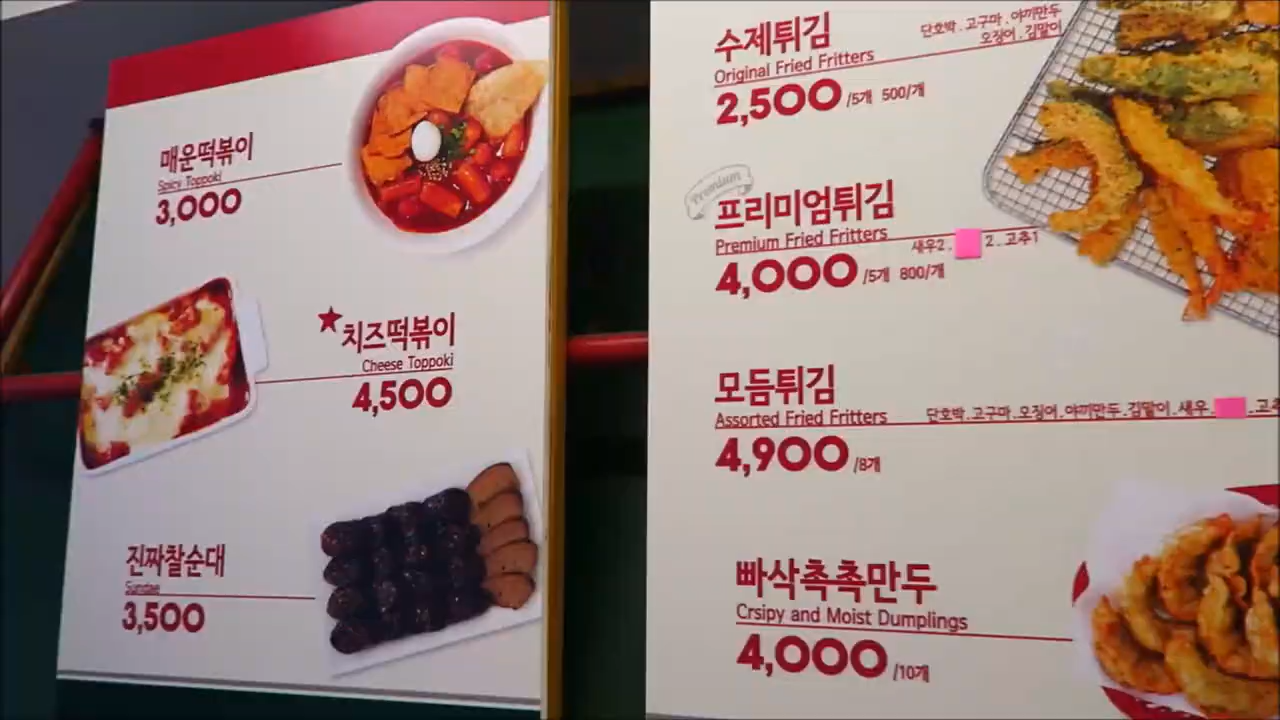 매운떡볶이
Spicy Toppoki
3,000
★치즈떡볶이
Cheese Toppoki
4,500
진짜찰순대
Sundae
3,500
수제튀김
단호박.고구마.야끼만두
오징어.김말이
Original Fried Fritters
2,500 /5개 500/개
Premium
프리미엄튀김
Premium Fried Fritters
새우2. 2.고추1
4,000 /5개 800/개
모듬튀김
Assorted Fried Fritters
단호박.고구마.오징어.야끼만두.김말이.새우. .고추
4,900 /8개
빠삭촉촉만두
Crsipy and Moist Dumplings
4,000 /10개